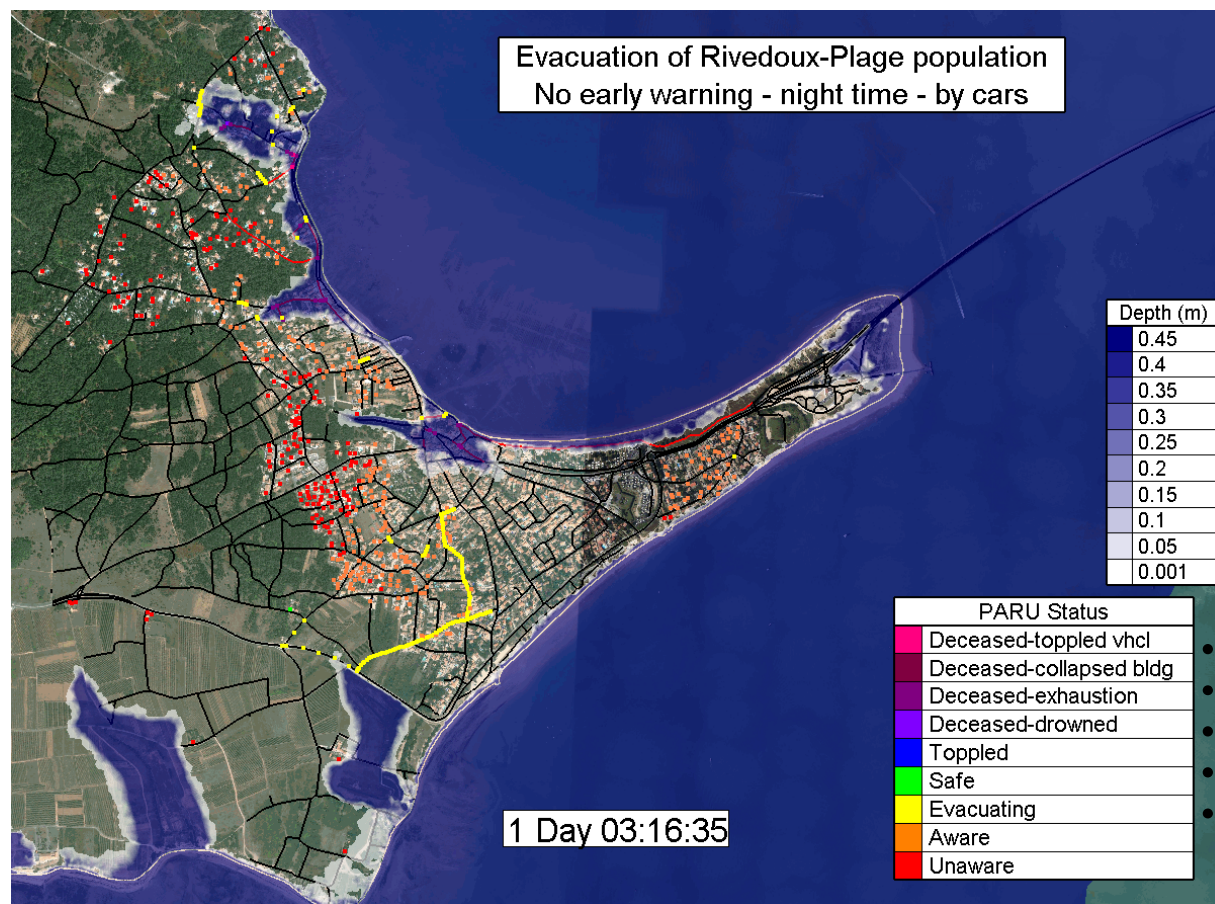 Evacuation of Rivedoux-Plage population
No early warning - night time - by cars
Depth (m)
0.45
0.4
0.35
0.3
0.25
0.2
0.15
0.1
0.05
0.001
PARU Status
Deceased-toppled vhcl
Deceased-collapsed bldg
Deceased-exhaustion
Deceased-drowned
Toppled
Safe
Evacuating
Aware
Unaware
1 Day 03:16:35